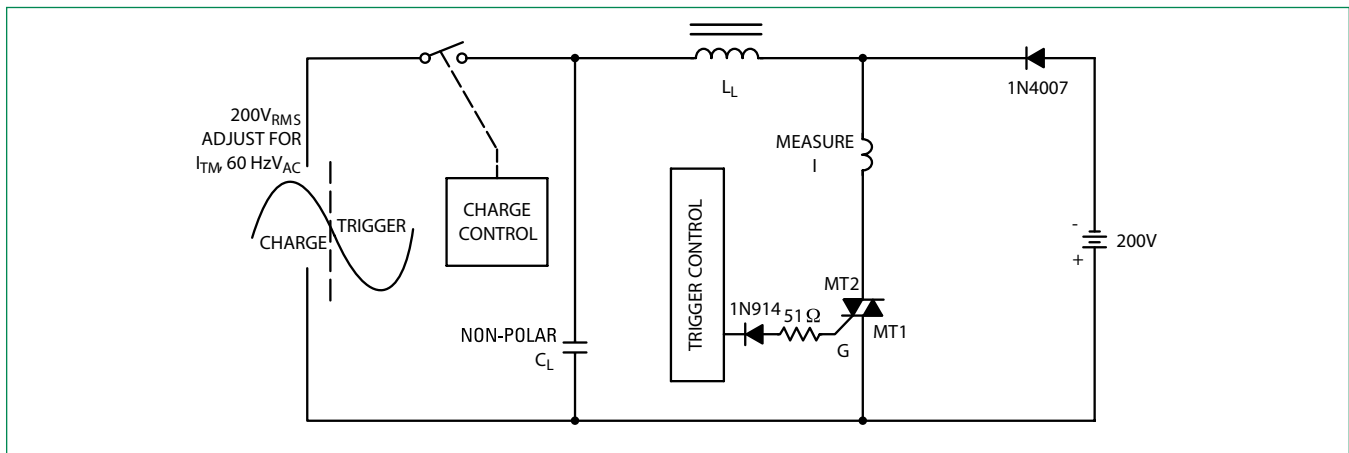 200V_RMS
ADJUST FOR
I_TM, 60 HzV_AC
CHARGE
TRIGGER
CHARGE
CONTROL
NON-POLAR
C_L
L_L
TRIGGER CONTROL
1N914
51 Ω
MEASURE
I
MT2
MT1
G
1N4007
-
200V
+